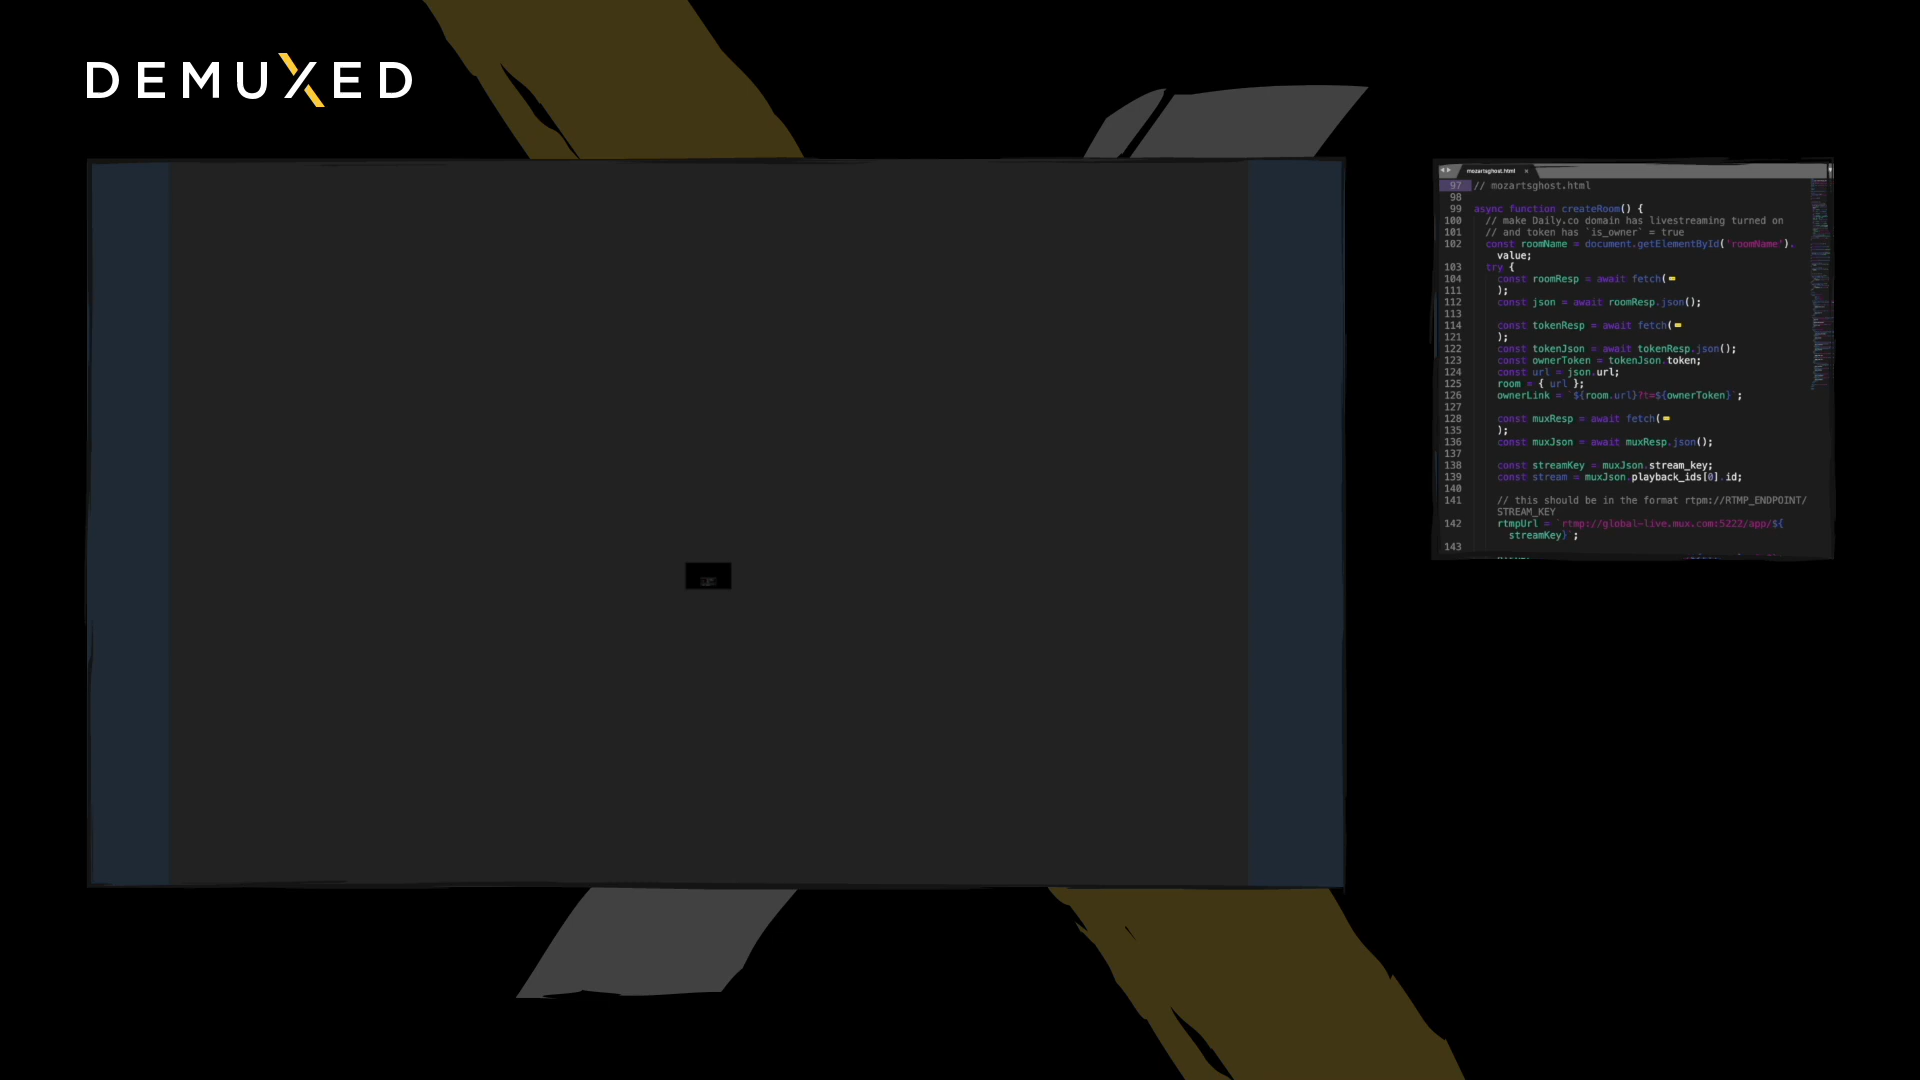 DEMUXED
mozartsghost.html ×
97 // mozartsghost.html
98
99 async function createRoom() {
100 // make Daily.co domain has livestreaming turned on
101 // and token has `is_owner` = true
102 const roomName = document.getElementById('roomName').
value;
103 try {
104 const roomResp = await fetch(
111 );
112 const json = await roomResp.json();
113
114 const tokenResp = await fetch(
121 );
122 const tokenJson = await tokenResp.json();
123 const ownerToken = tokenJson.token;
124 const url = json.url;
125 room = { url };
126 ownerLink = `${room.url}?t=${ownerToken}`;
127
128 const muxResp = await fetch(
135 );
136 const muxJson = await muxResp.json();
137
138 const streamKey = muxJson.stream_key;
139 const stream = muxJson.playback_ids[0].id;
140
141 // this should be in the format rtpm://RTMP_ENDPOINT/
STREAM_KEY
142 rtmpUrl = `rtmp://global-live.mux.com:5222/app/${
streamKey}`;
143